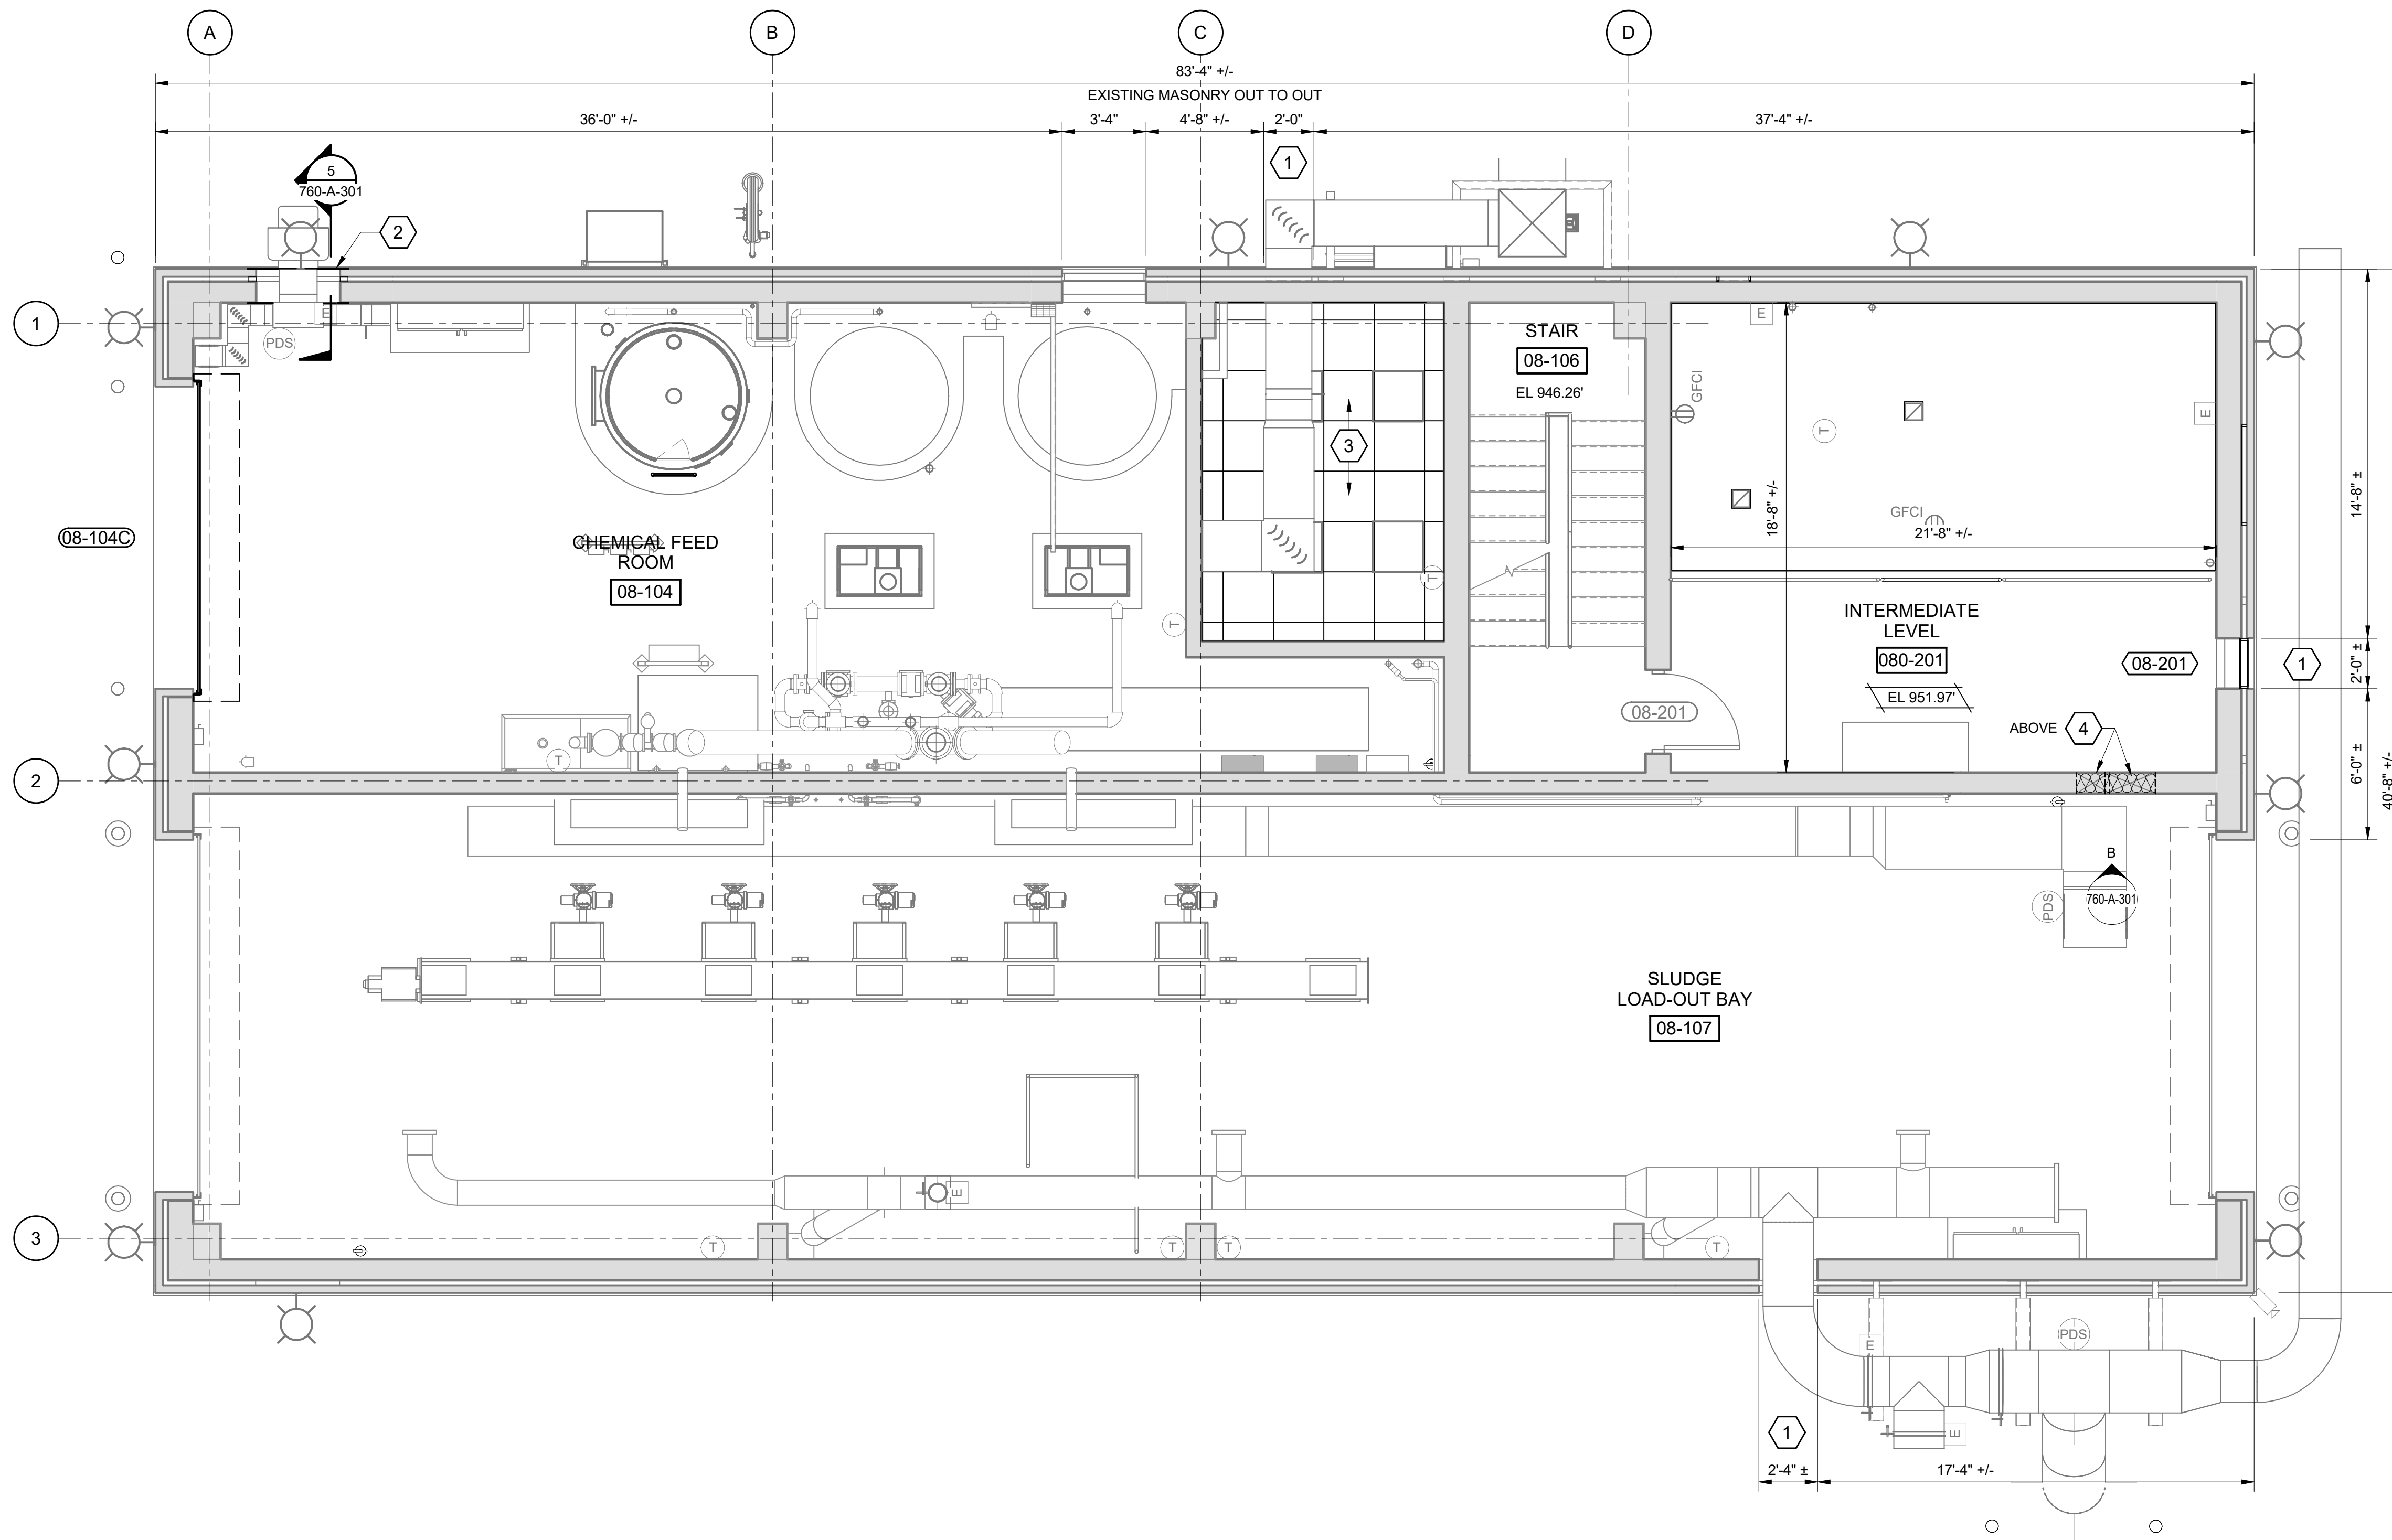 A
B
C
D
83'-4" +/-
EXISTING MASONRY OUT TO OUT
36'-0" +/-
3'-4"
4'-8" +/-
2'-0"
37'-4" +/-
1
5
760-A-301
2
1
E
PDS
STAIR
08-106
EL 946.26'
E
E
GFCI
T
3
18'-8" +/-
GFCI
21'-8" +/-
14'-8" ±
08-104C
CHEMICAL FEED
ROOM
08-104
T
T
INTERMEDIATE
LEVEL
080-201
08-201
1
2'-0" ±
EL 951.97'
08-201
ABOVE
4
T
2
6'-0" ±
40'-8" +/-
B
760-A-301
PDS
SLUDGE
LOAD-OUT BAY
08-107
E
3
T
T
T
T
PDS
E
E
1
2'-4" ±
17'-4" +/-